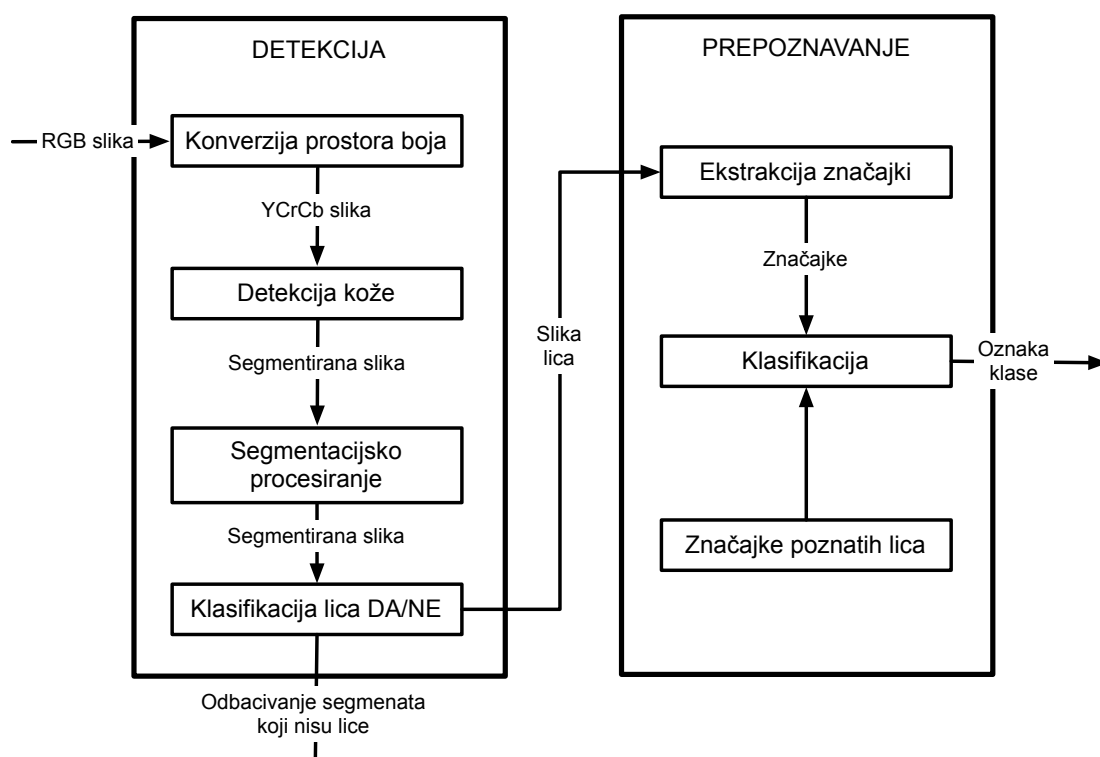 DETEKCIJA
RGB slika
Konverzija prostora boja
YCrCb slika
Detekcija kože
Segmentirana slika
Segmentacijsko
procesiranje
Segmentirana slika
Klasifikacija lica DA/NE
Odbacivanje segmenata
koji nisu lice
Slika
lica
PREPOZNAVANJE
Ekstrakcija značajki
Značajke
Klasifikacija
Oznaka
klase
Značajke poznatih lica